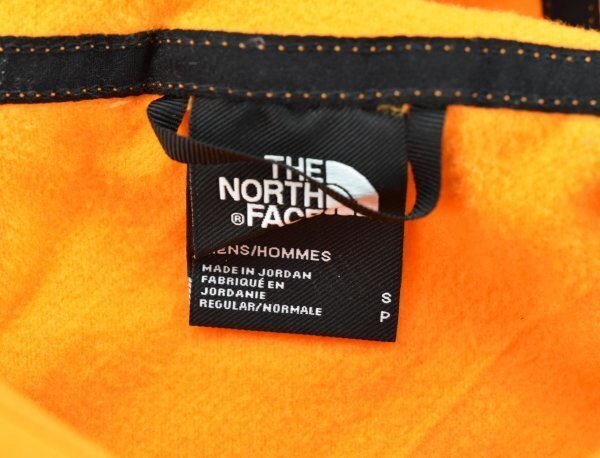 THE
NORTH
® FACE
MENS/HOMMES
MADE IN JORDAN
FABRIQUÉ EN
JORDANIE
REGULAR/NORMALE
S
P